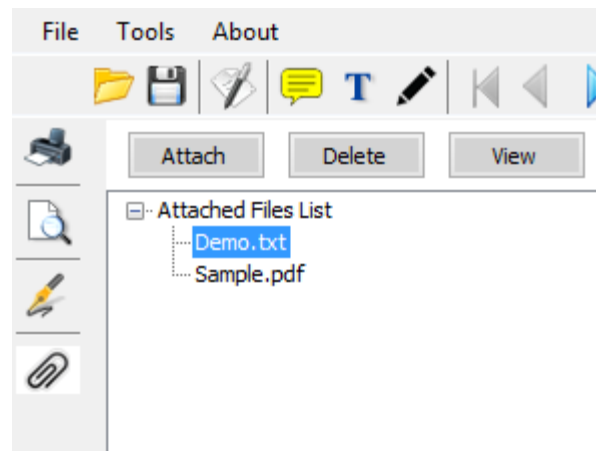 File Tools About
T
Attach Delete View
Attached Files List
Demo.txt
Sample.pdf